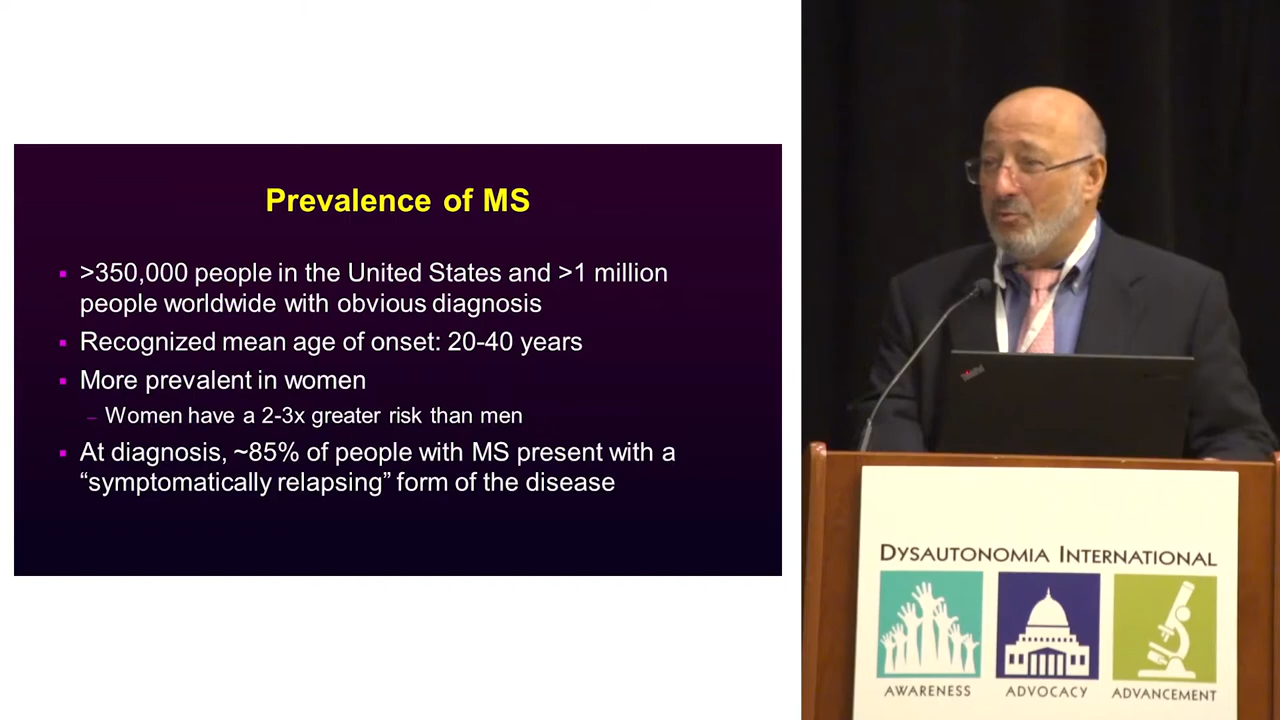 Prevalence of MS
▪ >350,000 people in the United States and >1 million
people worldwide with obvious diagnosis
▪ Recognized mean age of onset: 20-40 years
▪ More prevalent in women
– Women have a 2-3x greater risk than men
▪ At diagnosis, ~85% of people with MS present with a
“symptomatically relapsing” form of the disease
ThinkPad
DYSAUTONOMIA INTERNATIONAL
AWARENESS
ADVOCACY
ADVANCEMENT